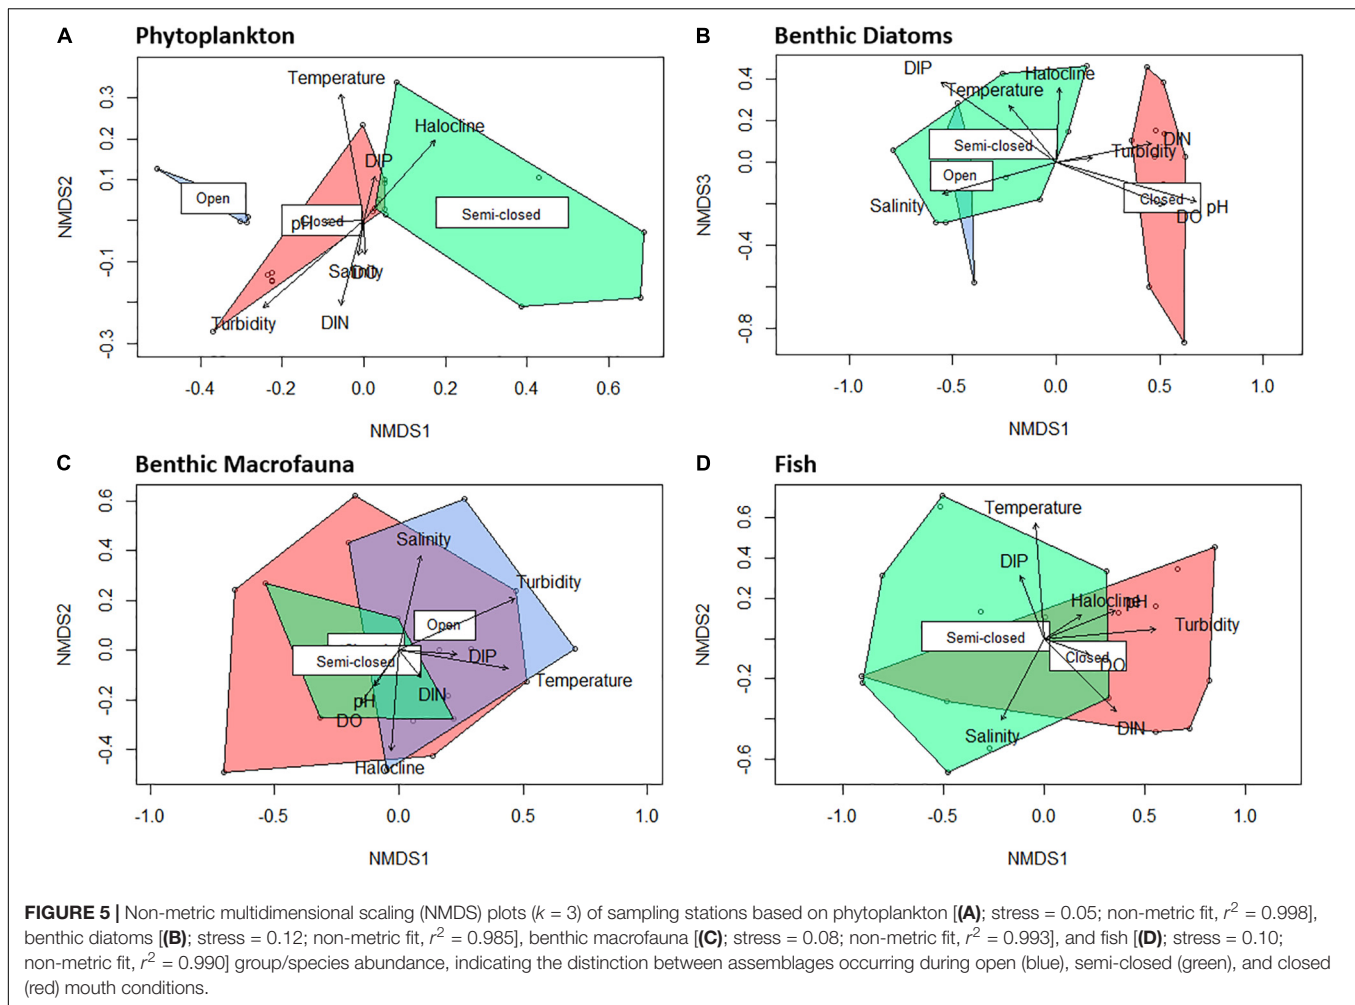 A Phytoplankton
Temperature
Halocline
DIP
Open
Closed
pH
Semi-closed
Salinity
DO
Turbidity
DIN
NMDS2
0.3
0.2
0.1
-0.1
-0.3
-0.4
-0.2
0.0
0.2
0.4
0.6
NMDS1
B Benthic Diatoms
DIP
Halocline
Temperature
Semi-closed
Open
Salinity
DIN
Turbidity
Closed
pH
DO
NMDS3
0.4
0.2
0.0
-0.4
-0.8
-1.0
-0.5
0.0
0.5
1.0
NMDS1
C Benthic Macrofauna
Salinity
Turbidity
Open
Semi-closed
DIP
Temperature
DIN
pH
DO
Halocline
NMDS2
0.6
0.4
0.2
0.0
-0.4
-1.0
-0.5
0.0
0.5
1.0
NMDS1
D Fish
Temperature
DIP
Halocline
pH
Turbidity
Semi-closed
Closed
DO
Salinity
DIN
NMDS2
0.6
0.2
-0.2
-0.6
-1.0
-0.5
0.0
0.5
1.0
NMDS1
FIGURE 5 | Non-metric multidimensional scaling (NMDS) plots (k = 3) of sampling stations based on phytoplankton [(A); stress = 0.05; non-metric fit, r² = 0.998],
benthic diatoms [(B); stress = 0.12; non-metric fit, r² = 0.985], benthic macrofauna [(C); stress = 0.08; non-metric fit, r² = 0.993], and fish [(D); stress = 0.10;
non-metric fit, r² = 0.990] group/species abundance, indicating the distinction between assemblages occurring during open (blue), semi-closed (green), and closed
(red) mouth conditions.